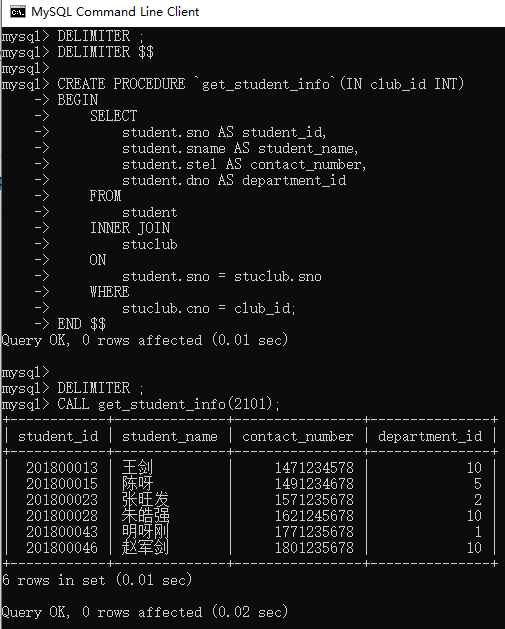 MySQL Command Line Client
mysql> DELIMITER ;
mysql> DELIMITER $$
mysql>
mysql> CREATE PROCEDURE `get_student_info`(IN club_id INT)
    -> BEGIN
    ->     SELECT
    ->         student.sno AS student_id,
    ->         student.sname AS student_name,
    ->         student.stel AS contact_number,
    ->         student.dno AS department_id
    ->     FROM
    ->         student
    ->     INNER JOIN
    ->         stuclub
    ->     ON
    ->         student.sno = stuclub.sno
    ->     WHERE
    ->         stuclub.cno = club_id;
    -> END $$
Query OK, 0 rows affected (0.01 sec)
mysql>
mysql> DELIMITER ;
mysql> CALL get_student_info(2101);
+------------+--------------+----------------+---------------+
| student_id | student_name | contact_number | department_id |
+------------+--------------+----------------+---------------+
|  201800013 | 王剑         |     1471234578 |            10 |
|  201800015 | 陈呀         |     1491234678 |             5 |
|  201800023 | 张旺发       |     1571235678 |             2 |
|  201800028 | 朱皓强       |     1621245678 |            10 |
|  201800043 | 明呀刚       |     1771235678 |             1 |
|  201800046 | 赵军剑       |     1801235678 |            10 |
+------------+--------------+----------------+---------------+
6 rows in set (0.01 sec)
Query OK, 0 rows affected (0.02 sec)